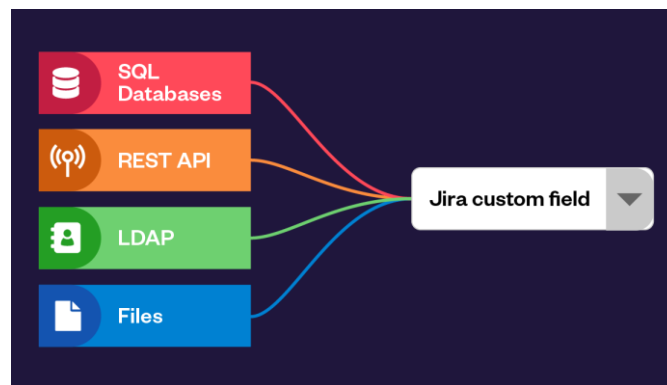 SQL
Databases
REST API
LDAP
Files
Jira custom field